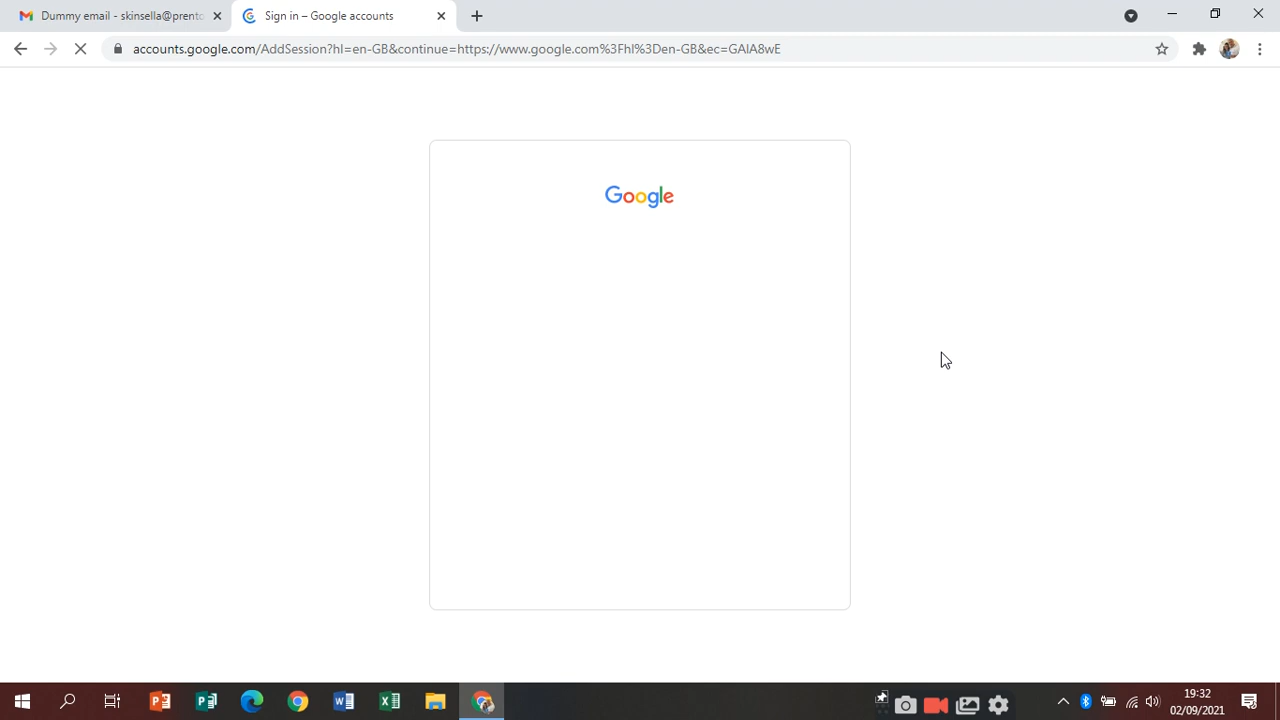 Dummy email - skinsella@prento
Sign in – Google accounts
accounts.google.com/AddSession?hl=en-GB&continue=https://www.google.com%3Fhl%3Den-GB&ec=GAlA8wE
Google
19:32
02/09/2021